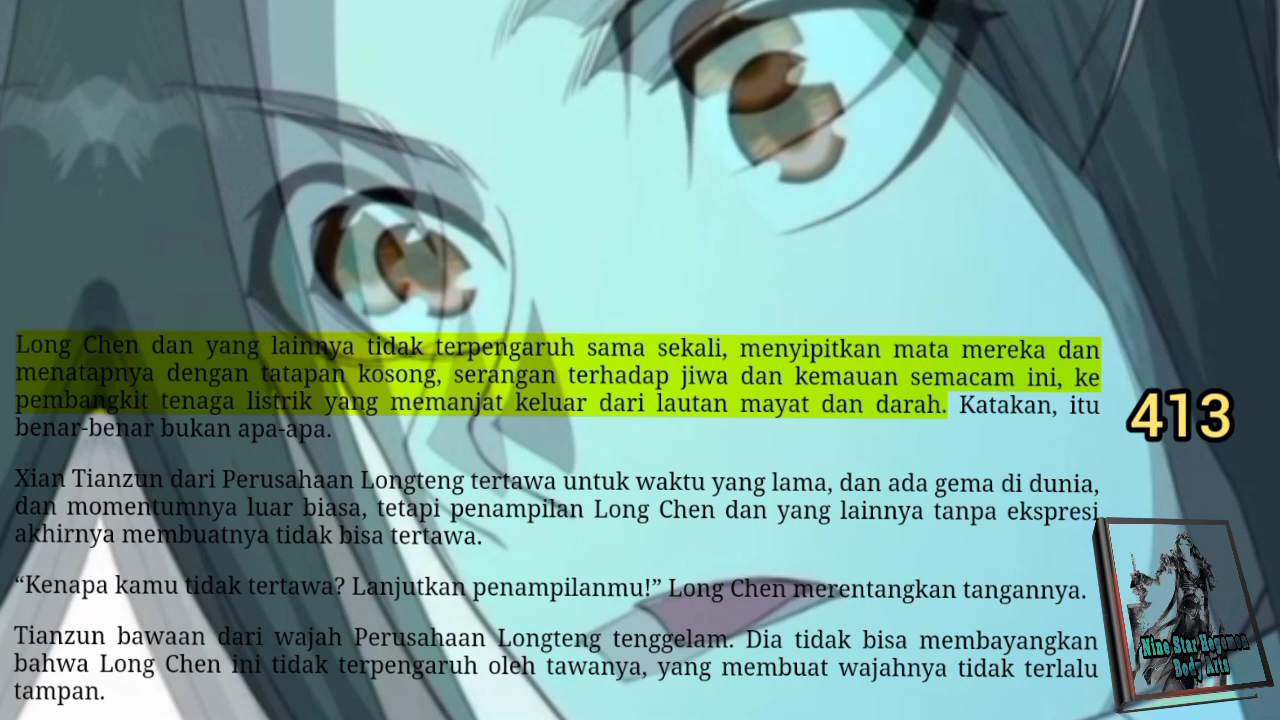 Long Chen dan yang lainnya tidak terpengaruh sama sekali, menyipitkan mata mereka dan
menatapnya dengan tatapan kosong, serangan terhadap jiwa dan kemauan semacam ini, ke
pembangkit tenaga listrik yang memanjat keluar dari lautan mayat dan darah. Katakan, itu
benar-benar bukan apa-apa.
Xian Tianzun dari Perusahaan Longteng tertawa untuk waktu yang lama, dan ada gema di dunia,
dan momentumnya luar biasa, tetapi penampilan Long Chen dan yang lainnya tanpa ekspresi
akhirnya membuatnya tidak bisa tertawa.
“Kenapa kamu tidak tertawa? Lanjutkan penampilanmu!” Long Chen merentangkan tangannya.
Tianzun bawaan dari wajah Perusahaan Longteng tenggelam. Dia tidak bisa membayangkan
bahwa Long Chen ini tidak terpengaruh oleh tawanya, yang membuat wajahnya tidak terlalu
tampan.
413
Nine Star Hegemon
Body Arts